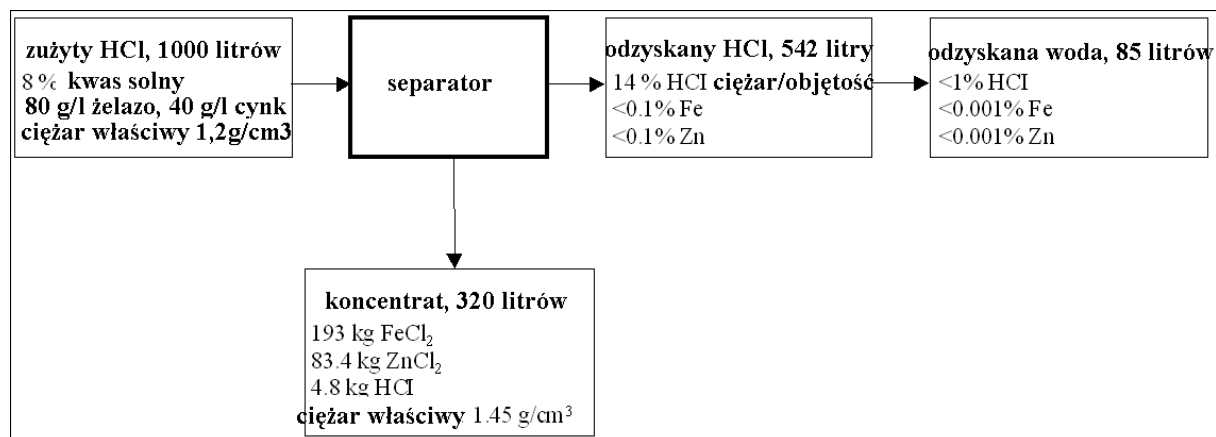 zużyty HCl, 1000 litrów
8 % kwas solny
80 g/l żelazo, 40 g/l cynk
ciężar właściwy 1,2g/cm3
separator
odzyskany HCl, 542 litry
14 % HCl ciężar/objętość
<0.1% Fe
<0.1% Zn
odzyskana woda, 85 litrów
<1% HCl
<0.001% Fe
<0.001% Zn
koncentrat, 320 litrów
193 kg FeCl₂
83.4 kg ZnCl₂
4.8 kg HCl
ciężar właściwy 1.45 g/cm³